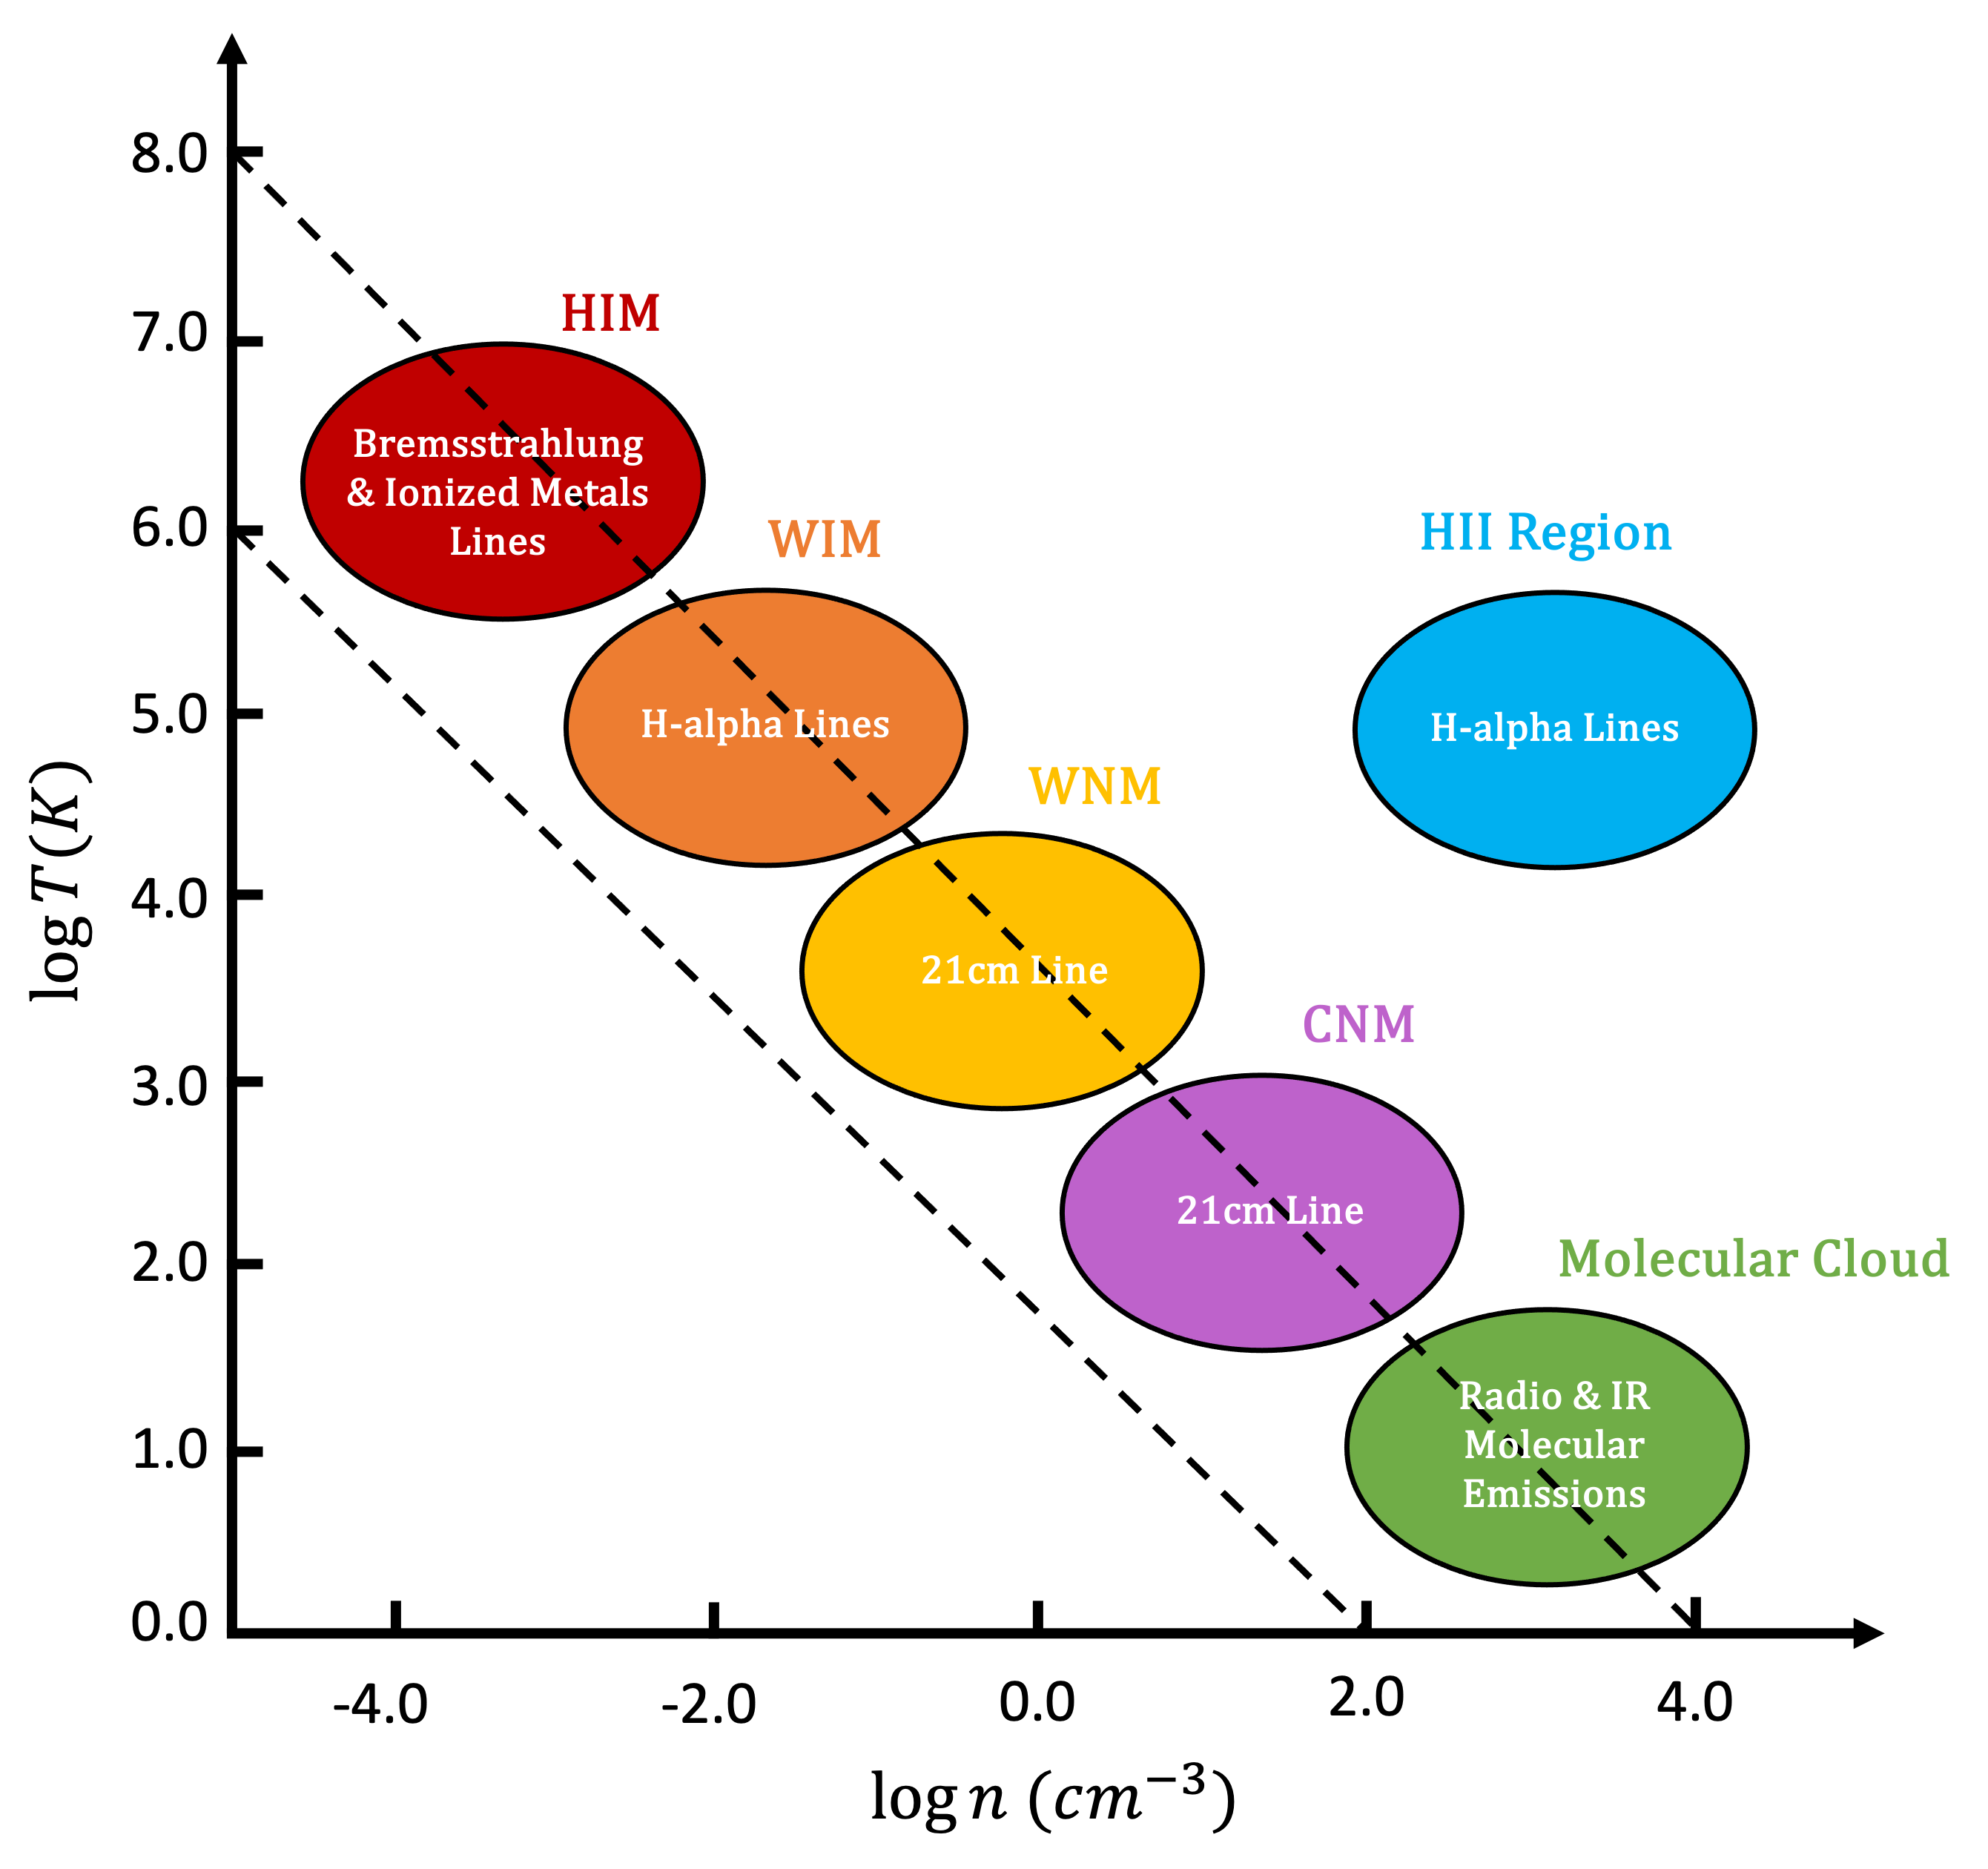 8.0
7.0
6.0
5.0
4.0
3.0
2.0
1.0
0.0
log T (K)
HIM
Bremsstrahlung
& Ionized Metals
Lines
WIM
H-alpha Lines
HII Region
H-alpha Lines
WNM
21cm Line
CNM
21cm Line
Molecular Cloud
Radio & IR
Molecular
Emissions
-4.0 -2.0 0.0 2.0 4.0
log n (cm⁻³)